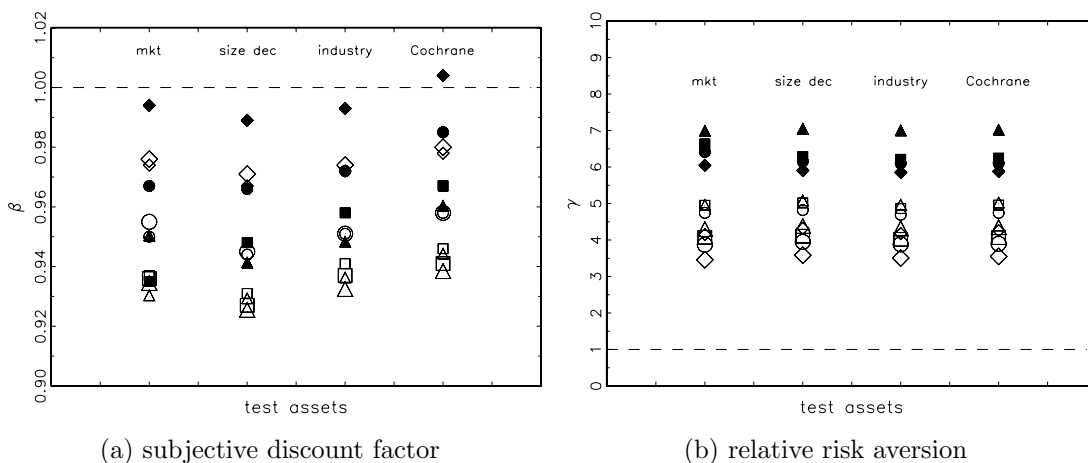 1.02
1.00
0.98
0.96
0.94
0.92
0.90
β
mkt
size dec
industry
Cochrane
test assets
(a) subjective discount factor
10
9
8
7
6
5
4
3
2
1
0
γ
mkt
size dec
industry
Cochrane
test assets
(b) relative risk aversion